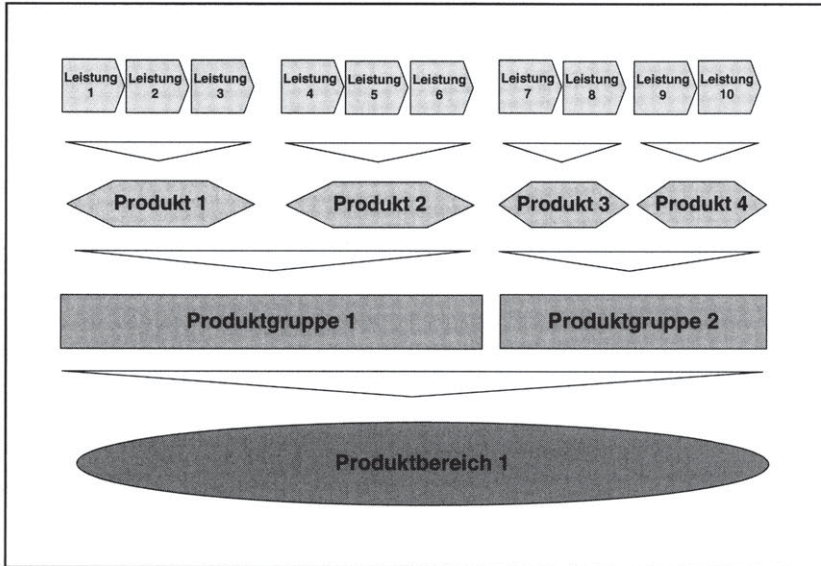 Leistung 1
Leistung 2
Leistung 3
Leistung 4
Leistung 5
Leistung 6
Leistung 7
Leistung 8
Leistung 9
Leistung 10
Produkt 1
Produkt 2
Produkt 3
Produkt 4
Produktgruppe 1
Produktgruppe 2
Produktbereich 1